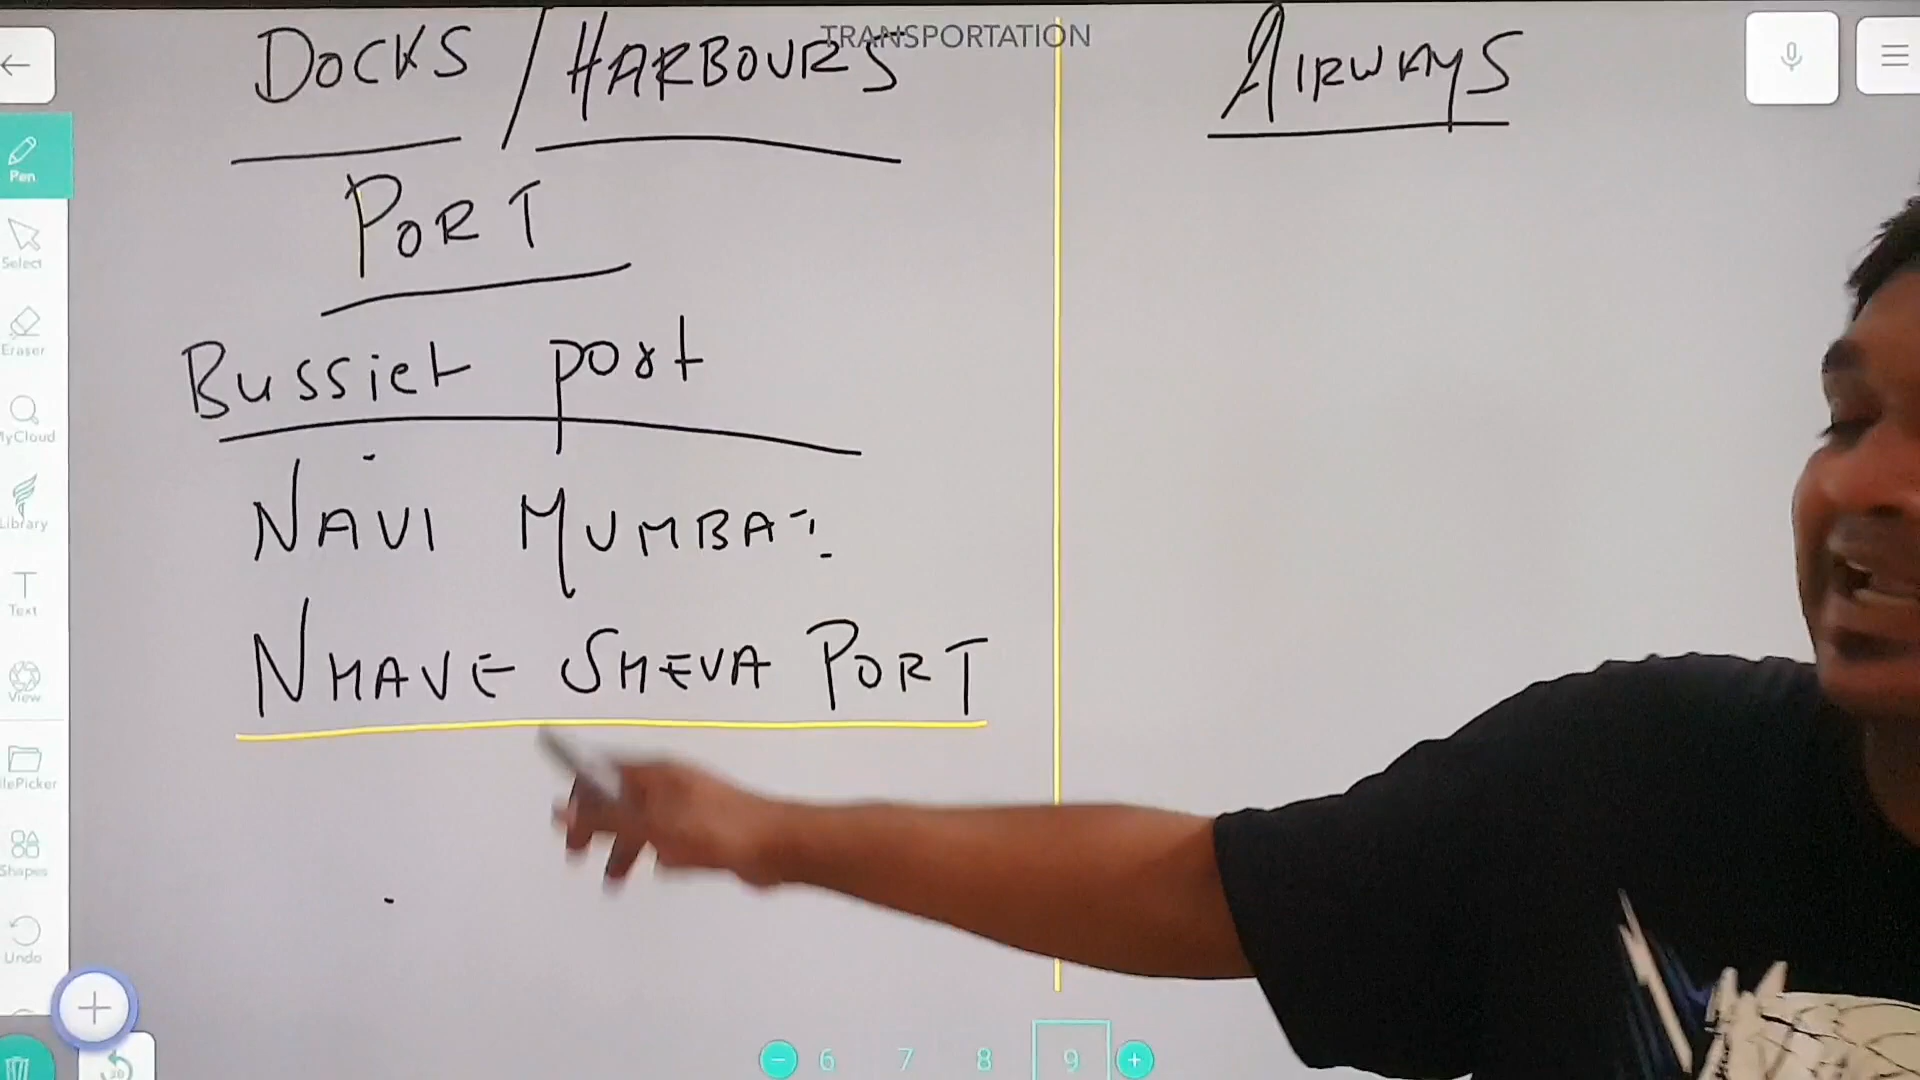 TRANSPORTATION
DOCKS / HARBOURS
PORT
Bussiet port
NAVI MUMBAI
NHAVE SHEVA PORT
AIRWAYS
Pen
Select
Eraser
MyCloud
Library
Text
View
ilePicker
Shapes
Undo
6 7 8 9